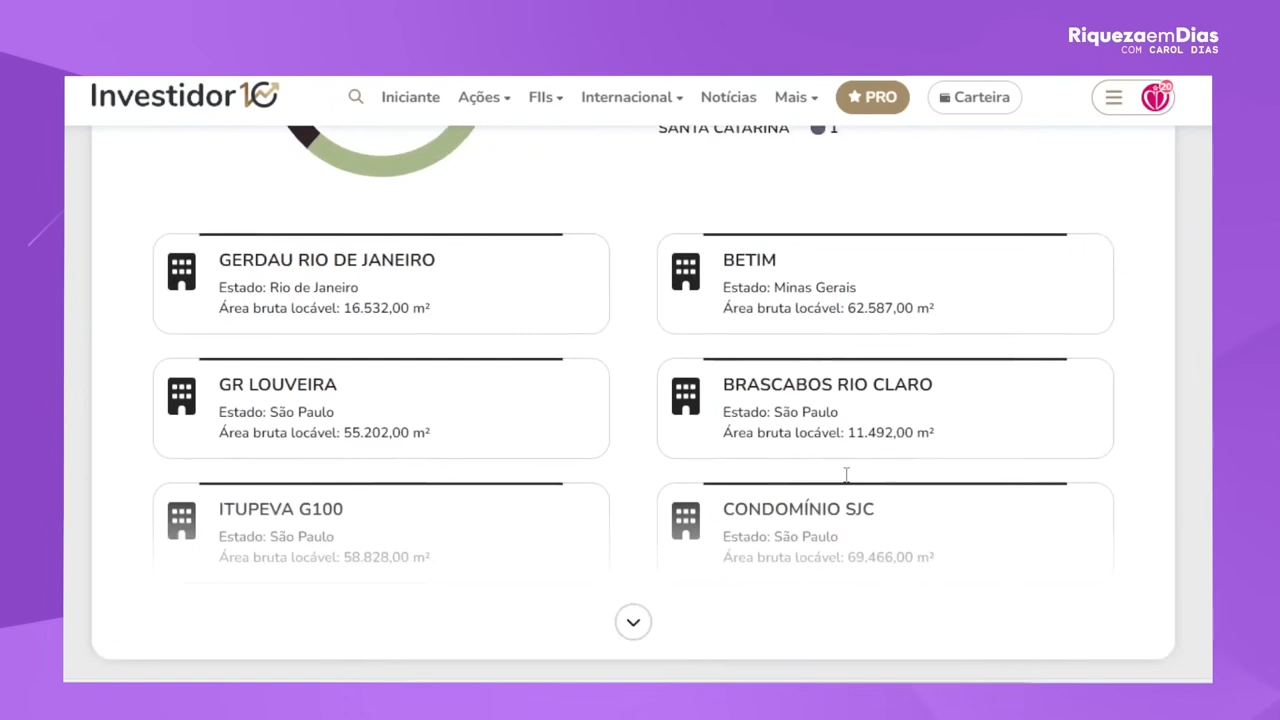 RiquezaemDias
COM CAROL DIAS
Investidor 10
Iniciante
Ações
FIIs
Internacional
Notícias
Mais
PRO
Carteira
+20
SANTA CATARINA 1
GERDAU RIO DE JANEIRO
Estado: Rio de Janeiro
Área bruta locável: 16.532,00 m²
BETIM
Estado: Minas Gerais
Área bruta locável: 62.587,00 m²
GR LOUVEIRA
Estado: São Paulo
Área bruta locável: 55.202,00 m²
BRASCABOS RIO CLARO
Estado: São Paulo
Área bruta locável: 11.492,00 m²
ITUPEVA G100
Estado: São Paulo
Área bruta locável: 58.828,00 m²
CONDOMÍNIO SJC
Estado: São Paulo
Área bruta locável: 69.466,00 m²